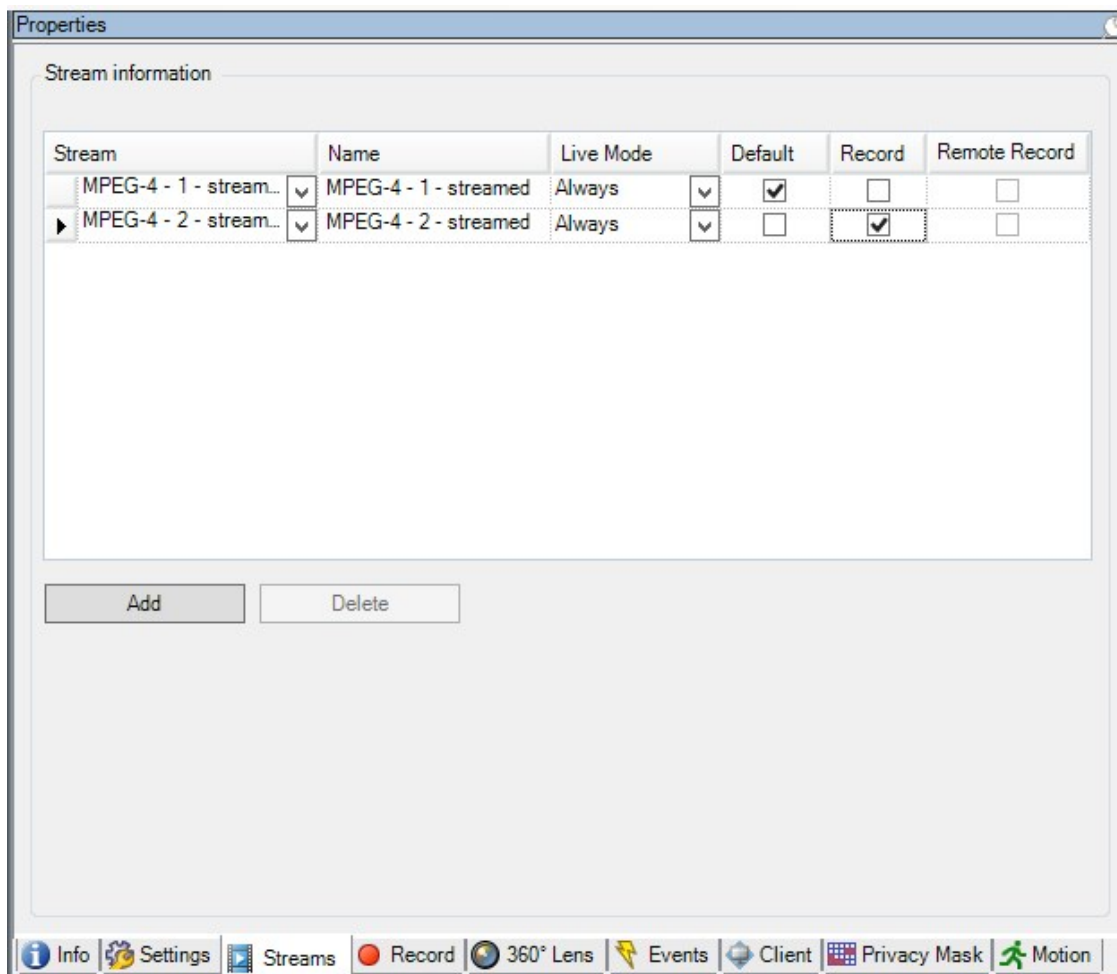 Properties
Stream information
Stream Name Live Mode Default Record Remote Record
MPEG-4 - 1 - stream... MPEG-4 - 1 - streamed Always
MPEG-4 - 2 - stream... MPEG-4 - 2 - streamed Always
Add Delete
Info Settings Streams Record 360° Lens Events Client Privacy Mask Motion